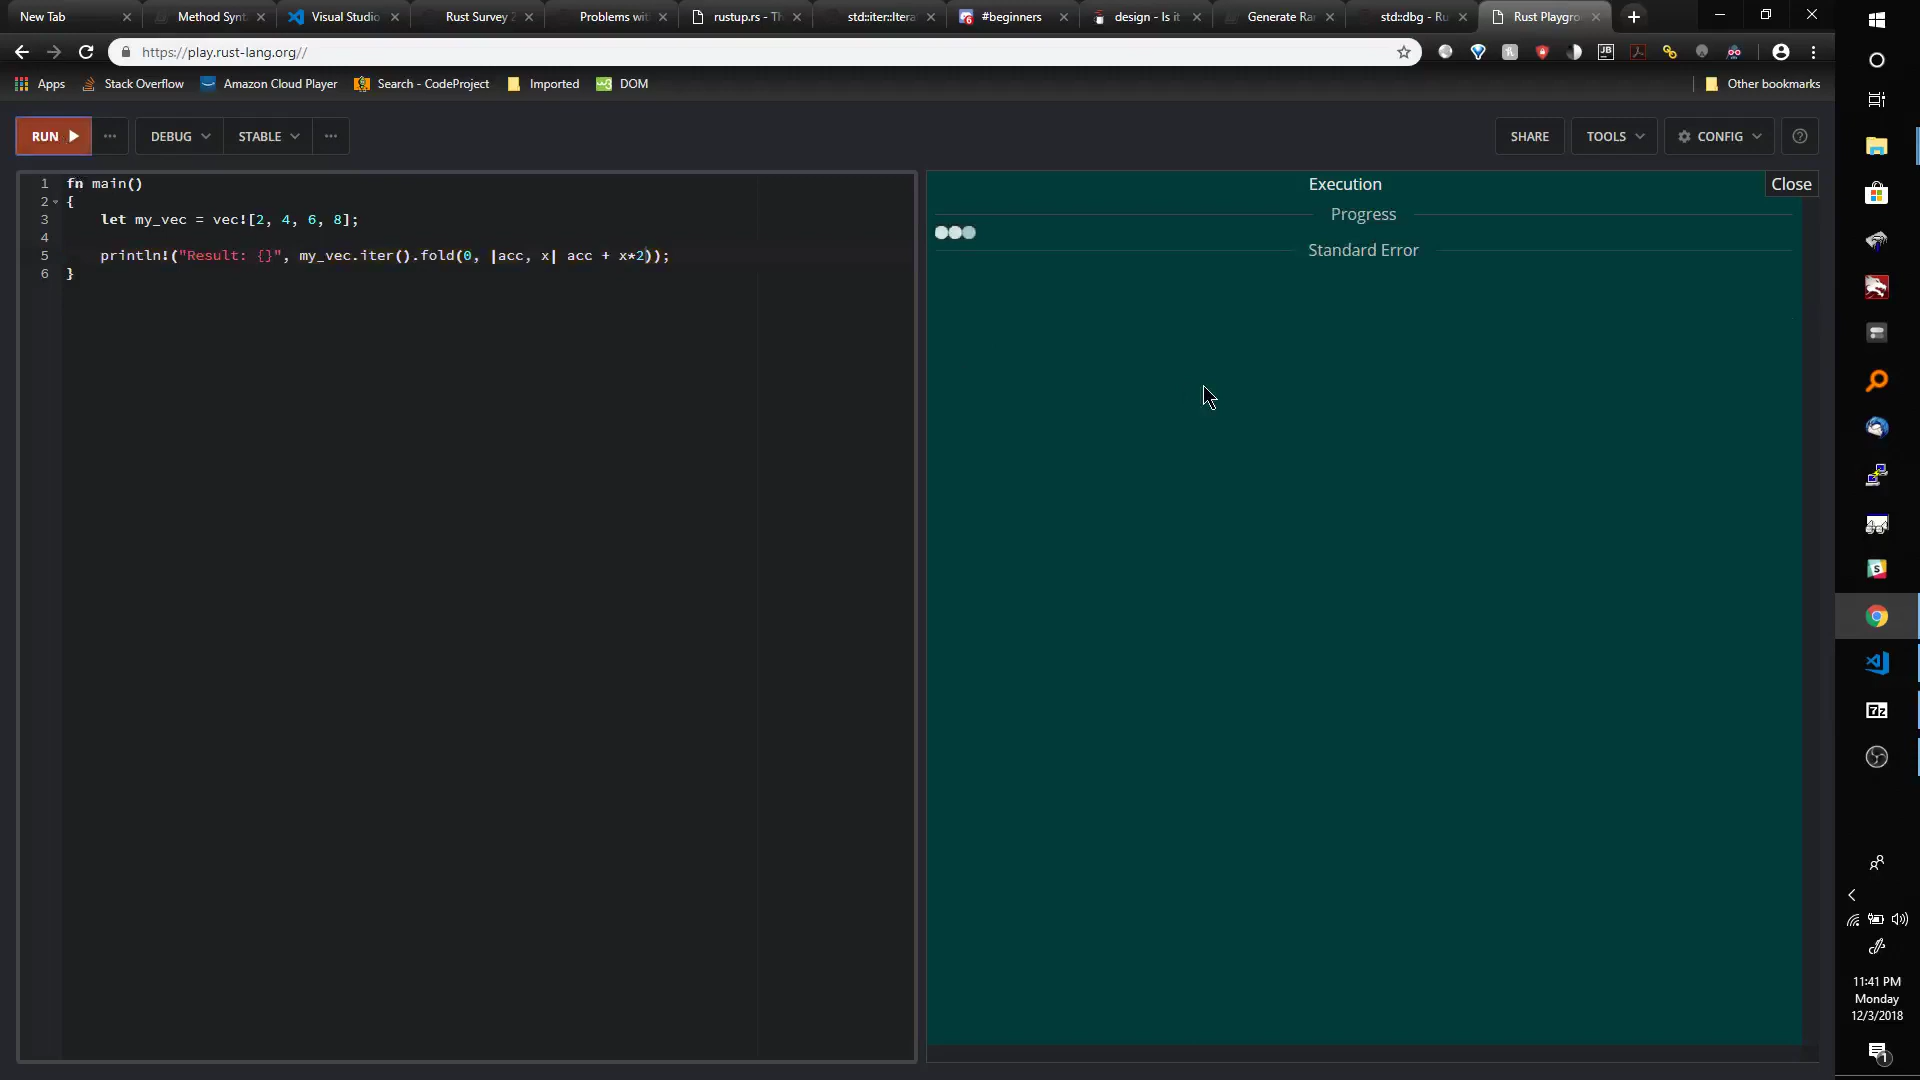 New Tab
Method Synt
Visual Studio
Rust Survey 2
Problems wit
rustup.rs - Th
std::iter::Itera
#beginners
design - Is it
Generate Ra
std::dbg - Ru
Rust Playgro
https://play.rust-lang.org//
Apps
Stack Overflow
Amazon Cloud Player
Search - CodeProject
Imported
DOM
Other bookmarks
RUN
DEBUG
STABLE
SHARE
TOOLS
CONFIG
1 fn main()
2 {
3 let my_vec = vec![2, 4, 6, 8];
4
5 println!("Result: {}", my_vec.iter().fold(0, |acc, x| acc + x*2));
6 }
Execution
Close
Progress
Standard Error
11:41 PM
Monday
12/3/2018